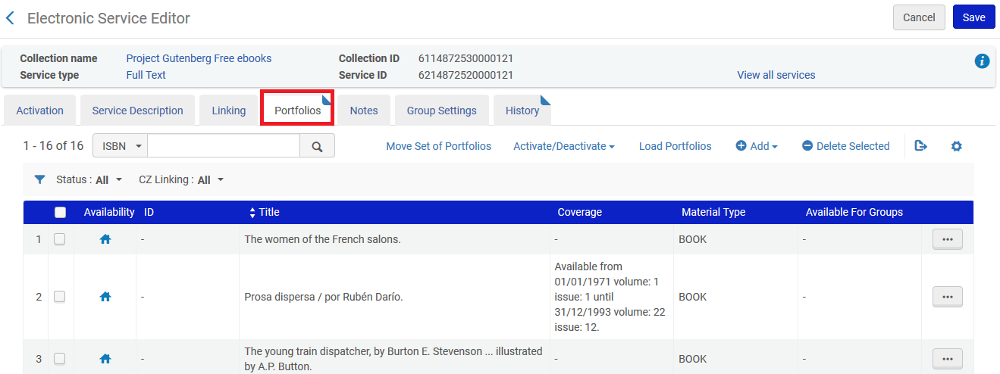 Electronic Service Editor
Cancel
Save
Collection name Project Gutenberg Free ebooks Collection ID 6114872530000121
Service type Full Text Service ID 6214872520000121 View all services
Activation Service Description Linking Portfolios Notes Group Settings History
1 - 16 of 16 ISBN Move Set of Portfolios Activate/Deactivate Load Portfolios Add Delete Selected
Status : All CZ Linking : All
Availability ID Title Coverage Material Type Available For Groups
1 - The women of the French salons. - BOOK -
Available from
01/01/1971 volume: 1
2 - Prosa dispersa / por Rubén Darío. issue: 1 until BOOK -
31/12/1993 volume: 22
issue: 12.
The young train dispatcher, by Burton E. Stevenson ... illustrated
3 - by A.P. Button. - BOOK -